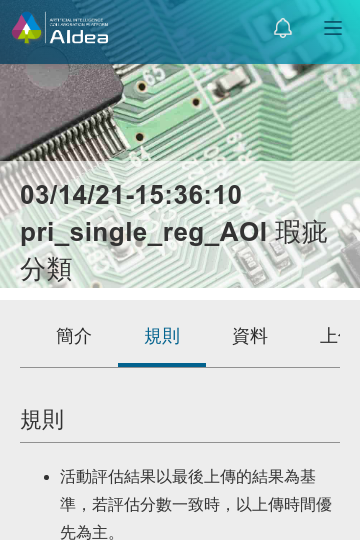 ARTIFICIAL INTELLIGENCE
COLLABORATION PLATFORM
AIdea
03/14/21-15:36:10
pri_single_reg_AOI 瑕疵
分類
簡介
規則
資料
上
規則
活動評估結果以最後上傳的結果為基
準，若評估分數一致時，以上傳時間優
先為主。